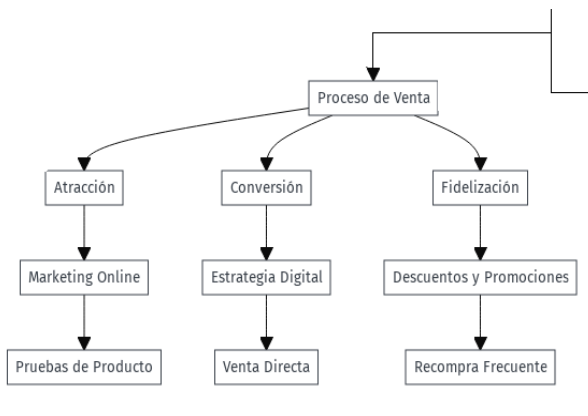 Proceso de Venta
Atracción
Conversión
Fidelización
Marketing Online
Estrategia Digital
Descuentos y Promociones
Pruebas de Producto
Venta Directa
Recompra Frecuente